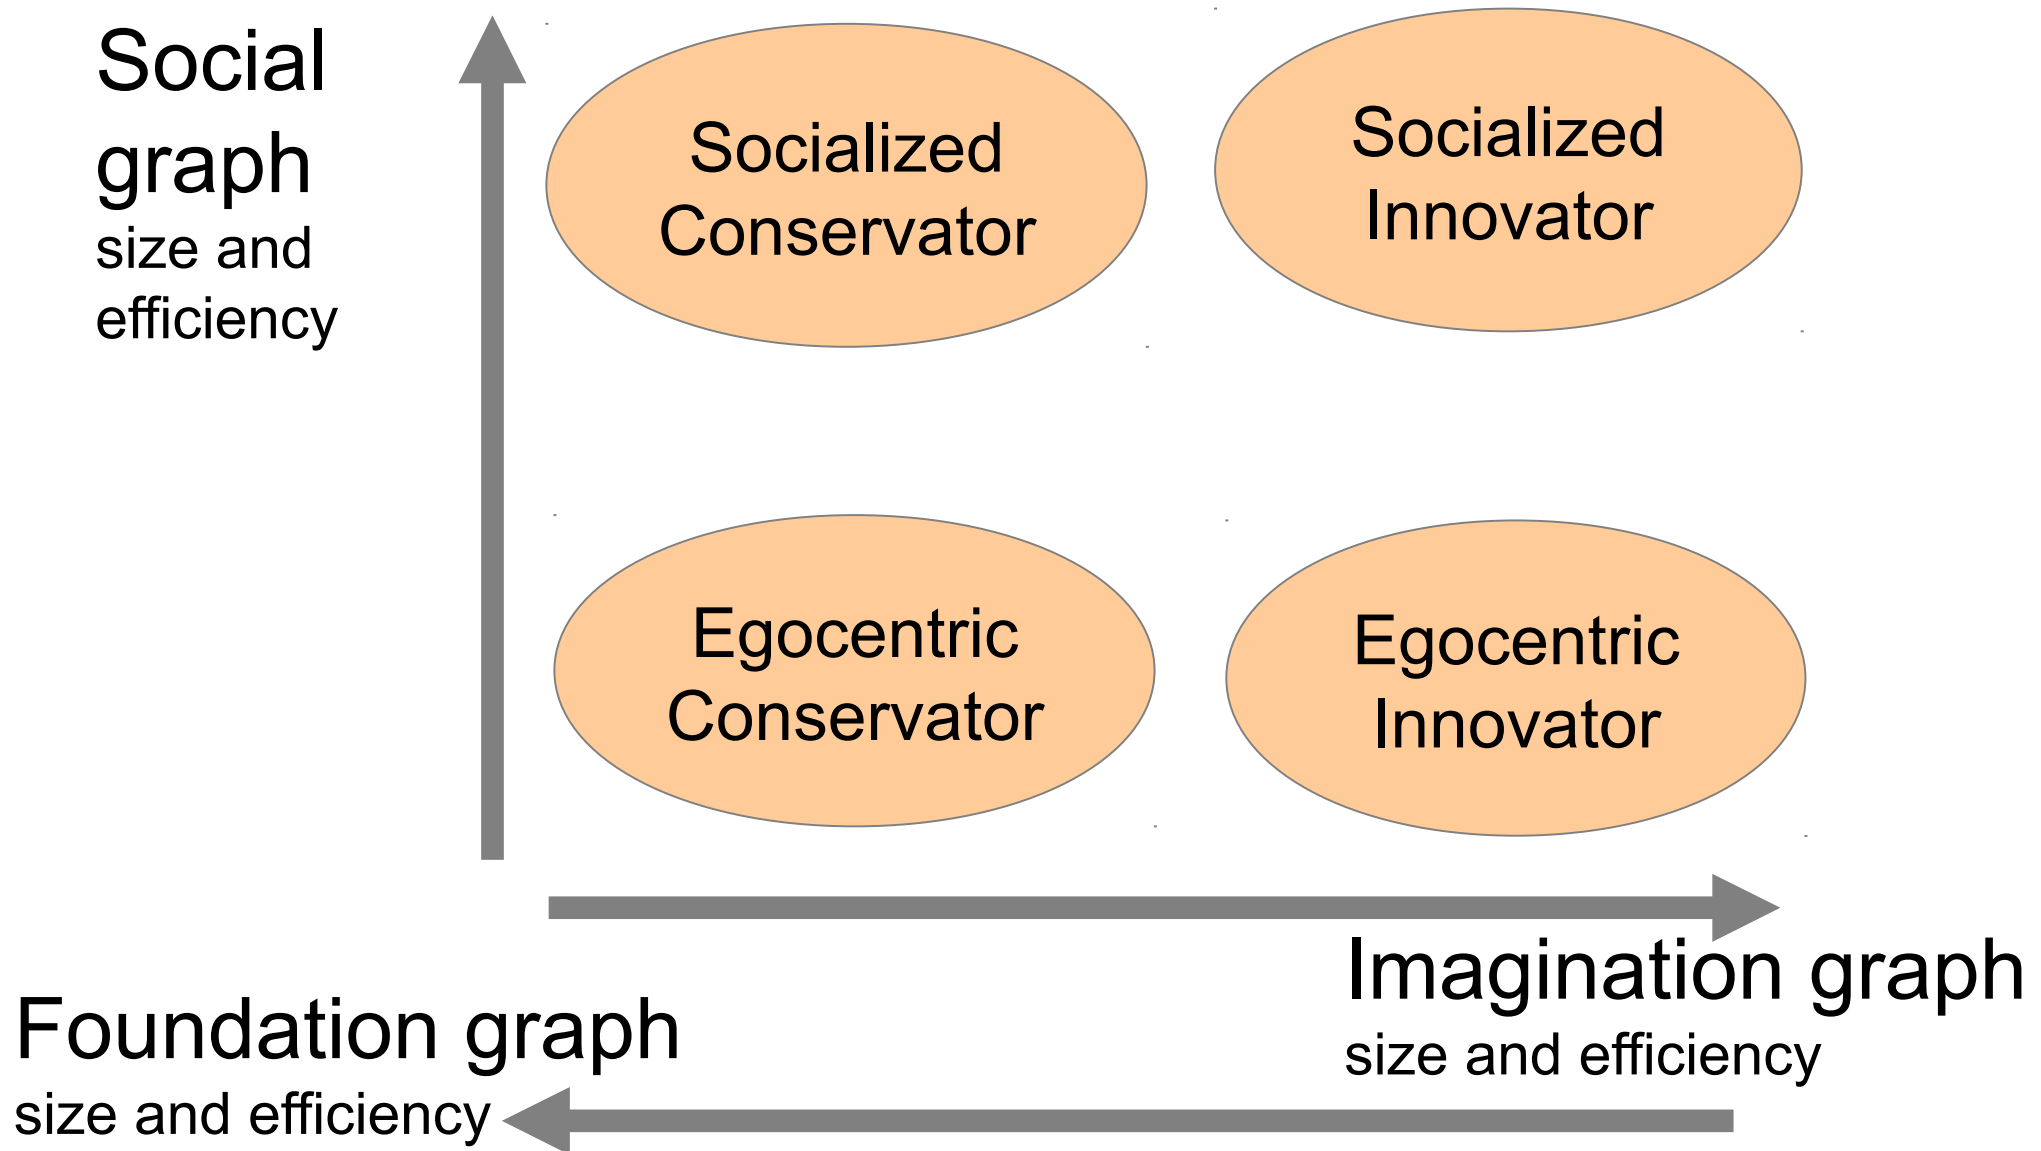 Social
graph
size and
efficiency
Socialized
Conservator
Socialized
Innovator
Egocentric
Conservator
Egocentric
Innovator
Imagination graph
size and efficiency
Foundation graph
size and efficiency